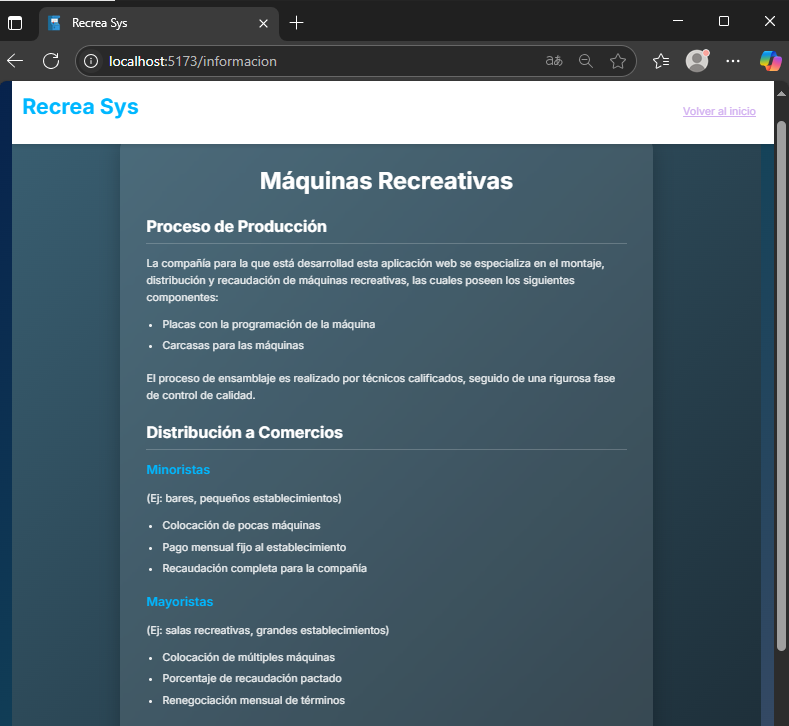 Recrea Sys
localhost:5173/informacion
aあ
Recrea Sys
Volver al inicio
Máquinas Recreativas
Proceso de Producción
La compañía para la que está desarrollad esta aplicación web se especializa en el montaje,
distribución y recaudación de máquinas recreativas, las cuales poseen los siguientes
componentes:
• Placas con la programación de la máquina
• Carcasas para las máquinas
El proceso de ensamblaje es realizado por técnicos calificados, seguido de una rigurosa fase
de control de calidad.
Distribución a Comercios
Minoristas
(Ej: bares, pequeños establecimientos)
• Colocación de pocas máquinas
• Pago mensual fijo al establecimiento
• Recaudación completa para la compañía
Mayoristas
(Ej: salas recreativas, grandes establecimientos)
• Colocación de múltiples máquinas
• Porcentaje de recaudación pactado
• Renegociación mensual de términos